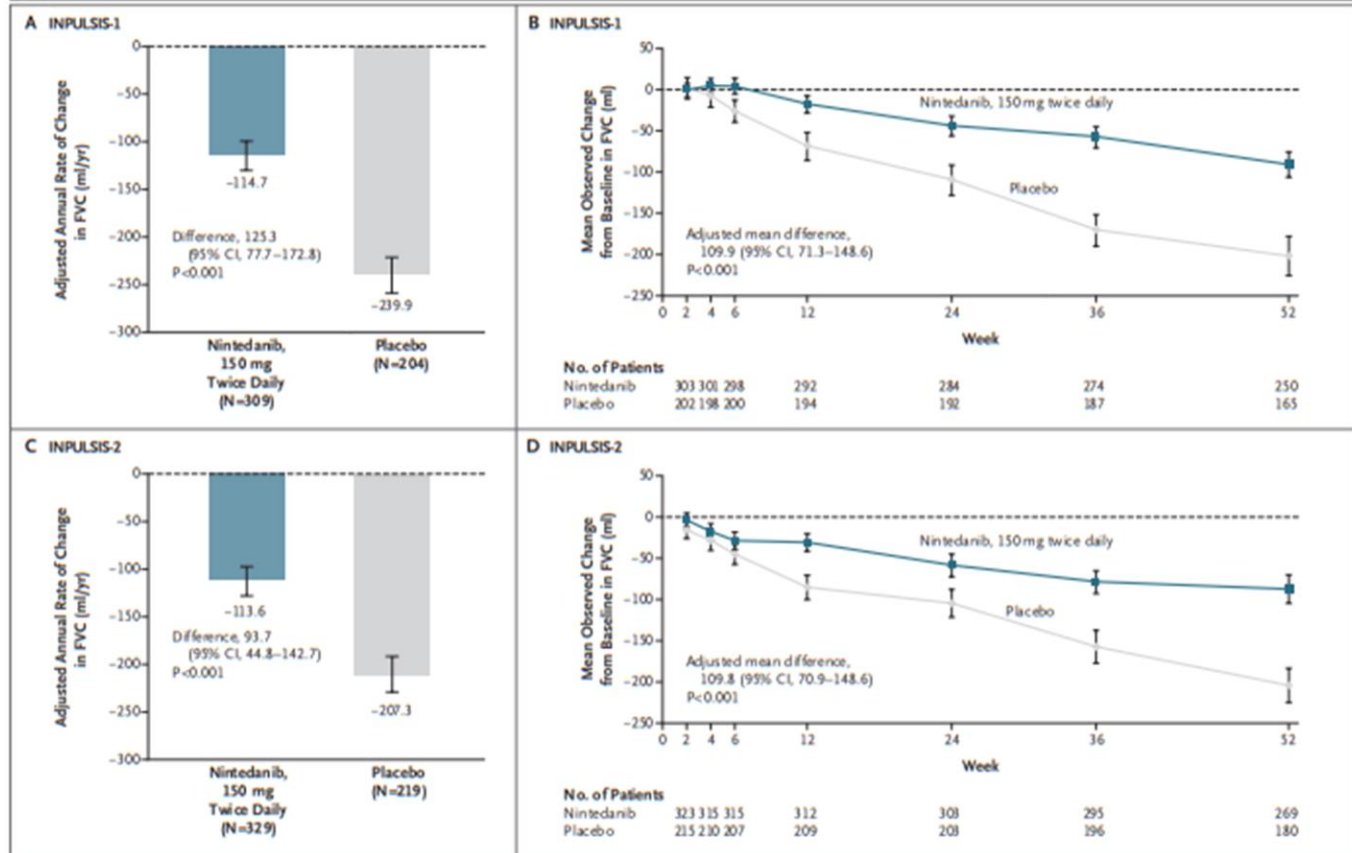 A INPULSIS-1
Adjusted Annual Rate of Change
in FVC (ml/yr)
0
−50
−100
−150
−200
−250
−300
−114.7
−239.9
Difference, 125.3
(95% CI, 77.7–172.8)
P<0.001
Nintedanib,
150 mg
Twice Daily
(N=309)
Placebo
(N=204)
B INPULSIS-1
Mean Observed Change
from Baseline in FVC (ml)
50
0
−50
−100
−150
−200
−250
Nintedanib, 150 mg twice daily
Placebo
Adjusted mean difference,
109.9 (95% CI, 71.3–148.6)
P<0.001
0 2 4 6 12 24 36 52
Week
No. of Patients
Nintedanib 303 301 298 292 284 274 250
Placebo 202 198 200 194 192 187 165
C INPULSIS-2
Adjusted Annual Rate of Change
in FVC (ml/yr)
0
−50
−100
−150
−200
−250
−300
−113.6
−207.3
Difference, 93.7
(95% CI, 44.8–142.7)
P<0.001
Nintedanib,
150 mg
Twice Daily
(N=329)
Placebo
(N=219)
D INPULSIS-2
Mean Observed Change
from Baseline in FVC (ml)
50
0
−50
−100
−150
−200
−250
Nintedanib, 150 mg twice daily
Placebo
Adjusted mean difference,
109.8 (95% CI, 70.9–148.6)
P<0.001
0 2 4 6 12 24 36 52
Week
No. of Patients
Nintedanib 323 315 315 312 303 295 269
Placebo 215 210 207 209 203 196 180